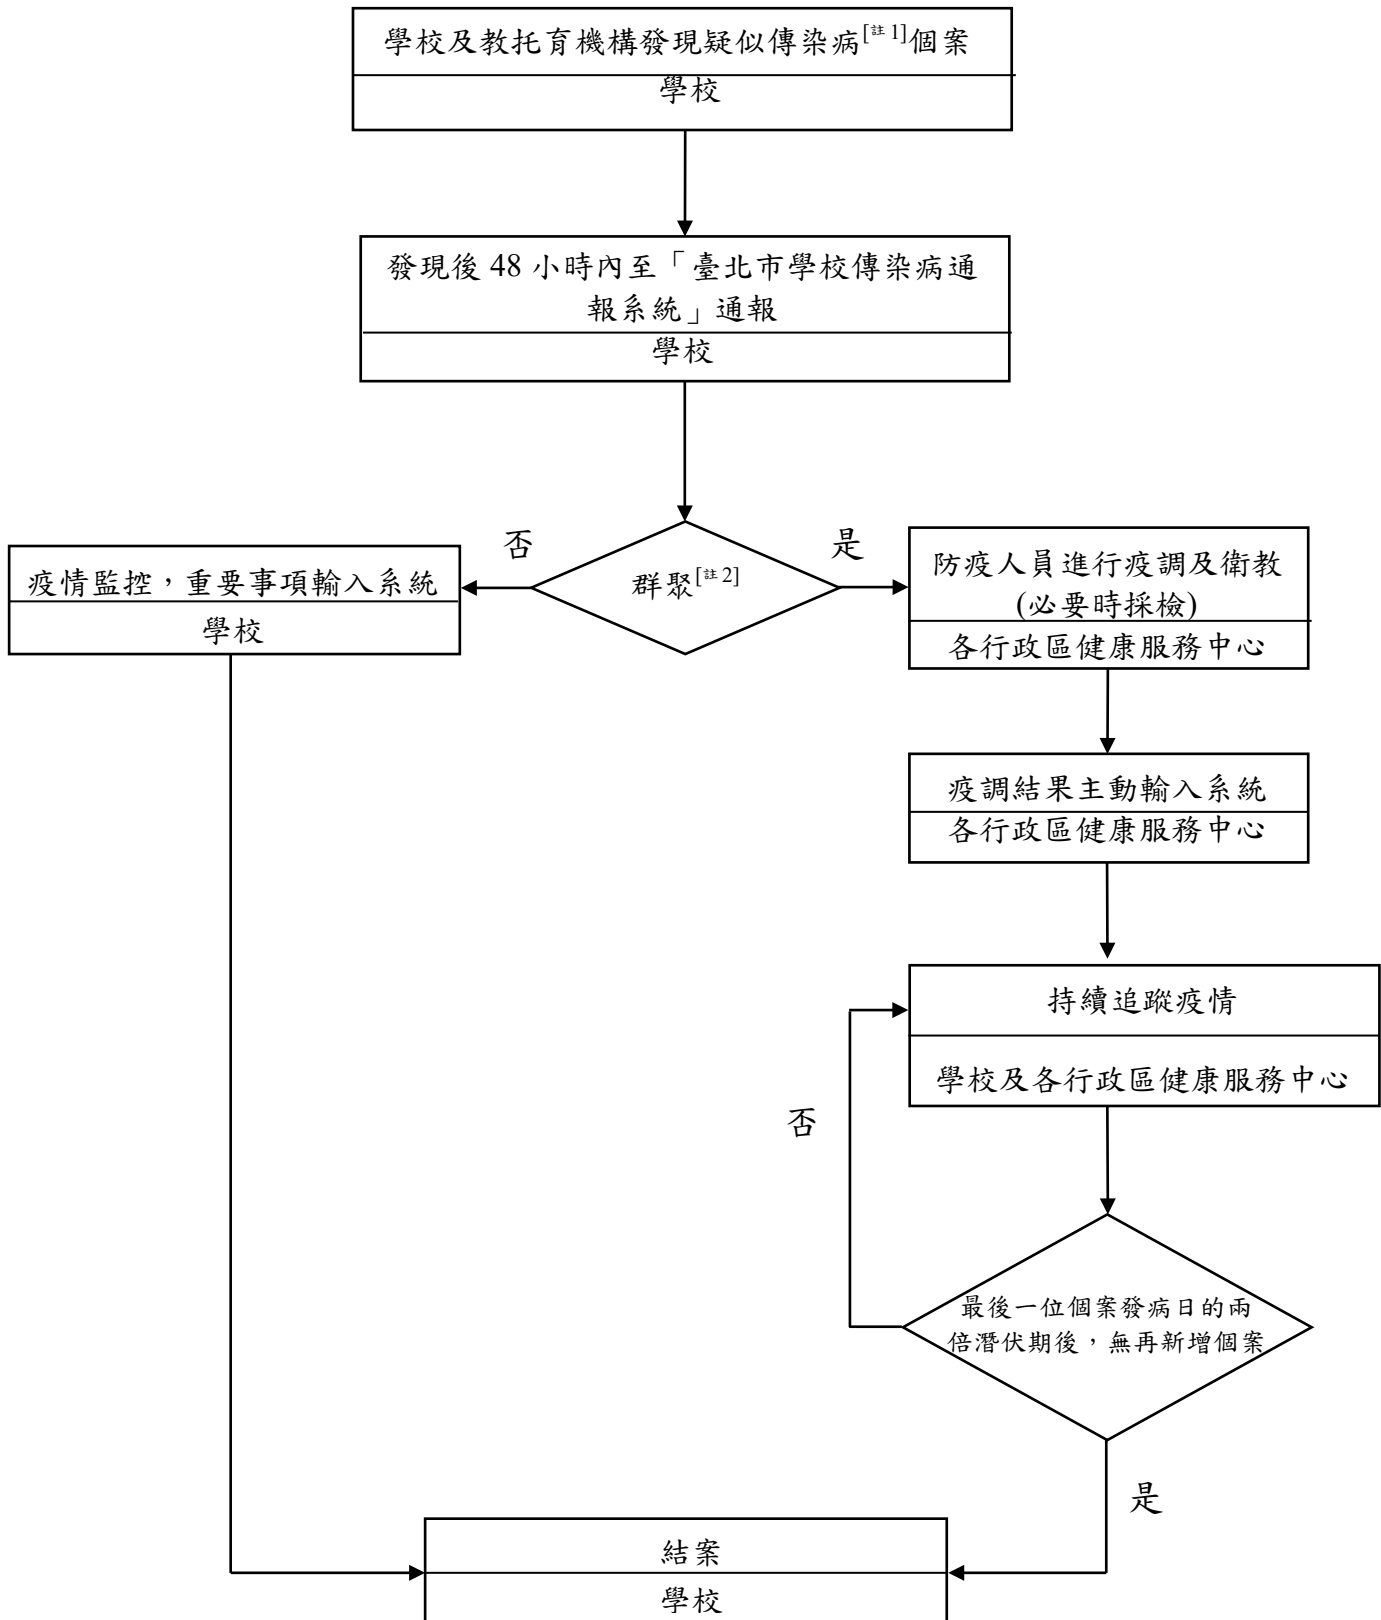 學校及教托育機構發現疑似傳染病[註 1]個案
學校
發現後 48 小時內至「臺北市學校傳染病通
報系統」通報
學校
否
是
群聚[註 2]
疫情監控，重要事項輸入系統
學校
防疫人員進行疫調及衛教
(必要時採檢)
各行政區健康服務中心
疫調結果主動輸入系統
各行政區健康服務中心
持續追蹤疫情
學校及各行政區健康服務中心
否
最後一位個案發病日的兩
倍潛伏期後，無再新增個案
是
結案
學校